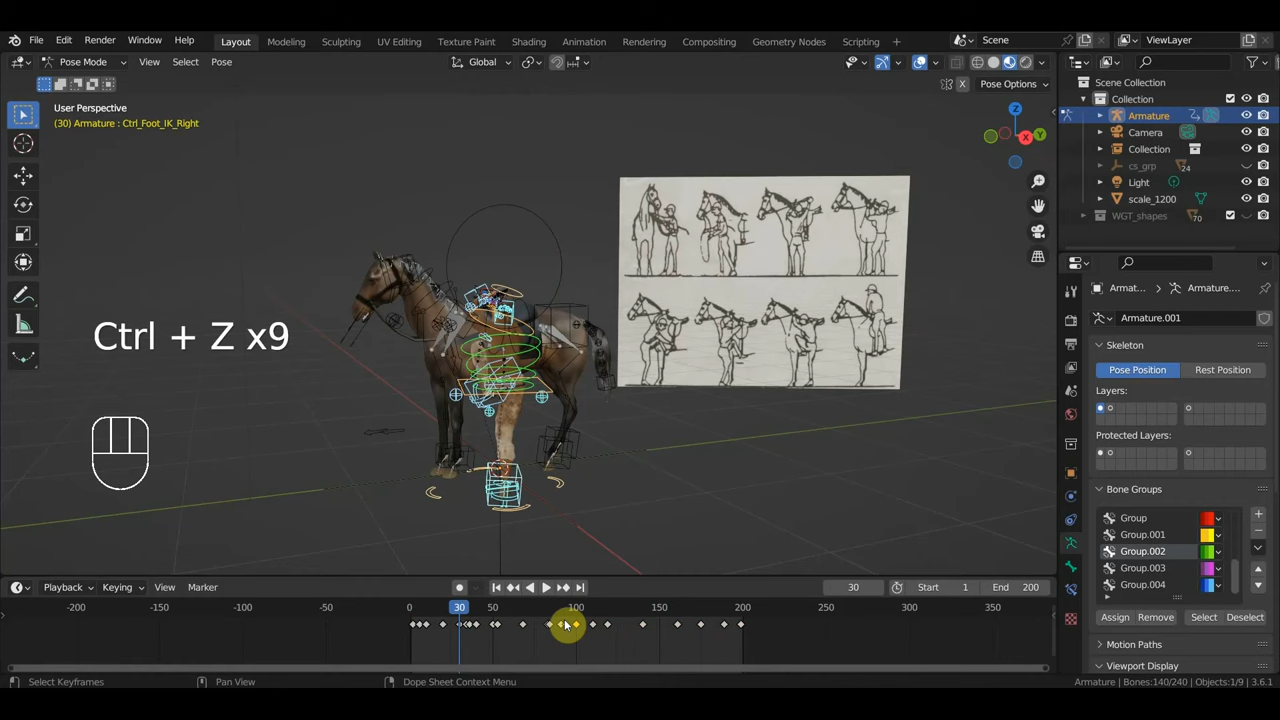 File Edit Render Window Help Layout Modeling Sculpting UV Editing Texture Paint Shading Animation Rendering Compositing Geometry Nodes Scripting + Scene ViewLayer
Pose Mode View Select Pose Global
X Pose Options
User Perspective
(30) Armature : Ctrl_Foot_IK_Right
Z
Y
X
Ctrl + Z x9
Scene Collection
Collection
Armature
Camera
Collection
cs_grp 24
Light
scale_1200
WGT_shapes 70
Armat... Armature....
Armature.001
Skeleton
Pose Position Rest Position
Layers:
Protected Layers:
Bone Groups
Group
Group.001
Group.002
Group.003
Group.004
Assign Remove Select Deselect
Motion Paths
Viewport Display
Playback Keying View Marker 30 Start 1 End 200
-200 -150 -100 -50 0 30 50 100 150 200 250 300 350
Select Keyframes Pan View Dope Sheet Context Menu Armature | Bones:140/240 | Objects:1/9 | 3.6.1